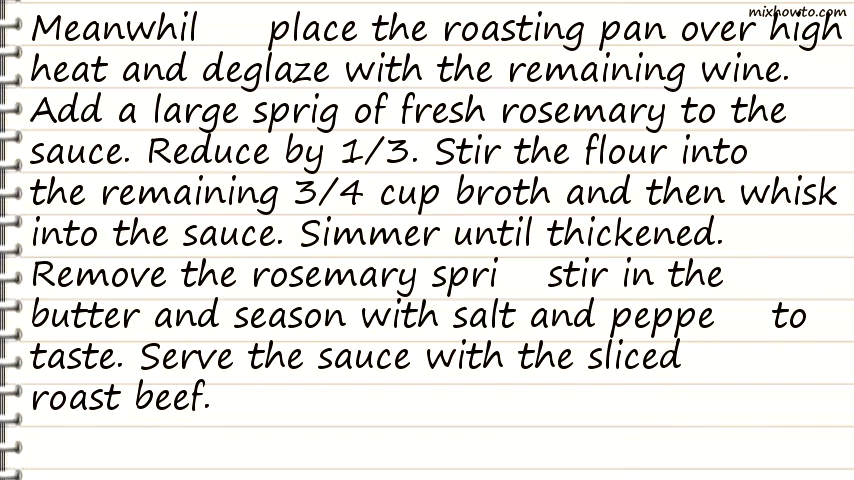 mixhowto.com
Meanwhil place the roasting pan over high
heat and deglaze with the remaining wine.
Add a large sprig of fresh rosemary to the
sauce. Reduce by 1/3. Stir the flour into
the remaining 3/4 cup broth and then whisk
into the sauce. Simmer until thickened.
Remove the rosemary spri stir in the
butter and season with salt and peppe to
taste. Serve the sauce with the sliced
roast beef.